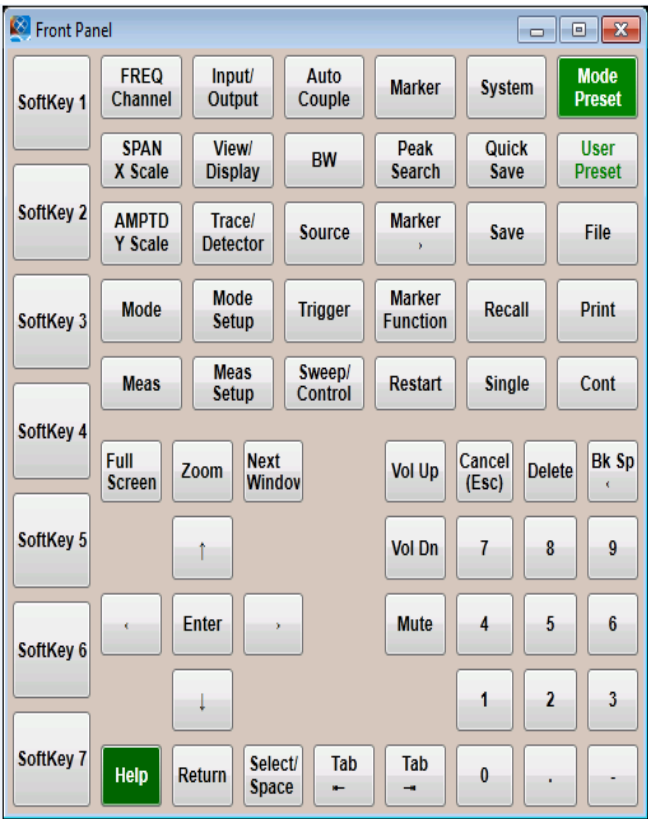 Front Panel
SoftKey 1
FREQ
Channel
Input/
Output
Auto
Couple
Marker
System
Mode
Preset
SPAN
X Scale
View/
Display
BW
Peak
Search
Quick
Save
User
Preset
SoftKey 2
AMPTD
Y Scale
Trace/
Detector
Source
Marker
›
Save
File
SoftKey 3
Mode
Mode
Setup
Trigger
Marker
Function
Recall
Print
Meas
Meas
Setup
Sweep/
Control
Restart
Single
Cont
SoftKey 4
Full
Screen
Zoom
Next
Windov
Vol Up
Cancel
(Esc)
Delete
Bk Sp
‹
SoftKey 5
↑
Vol Dn
7
8
9
‹
Enter
›
Mute
4
5
6
SoftKey 6
↓
1
2
3
SoftKey 7
Help
Return
Select/
Space
Tab
⇤
Tab
⇥
0
.
-